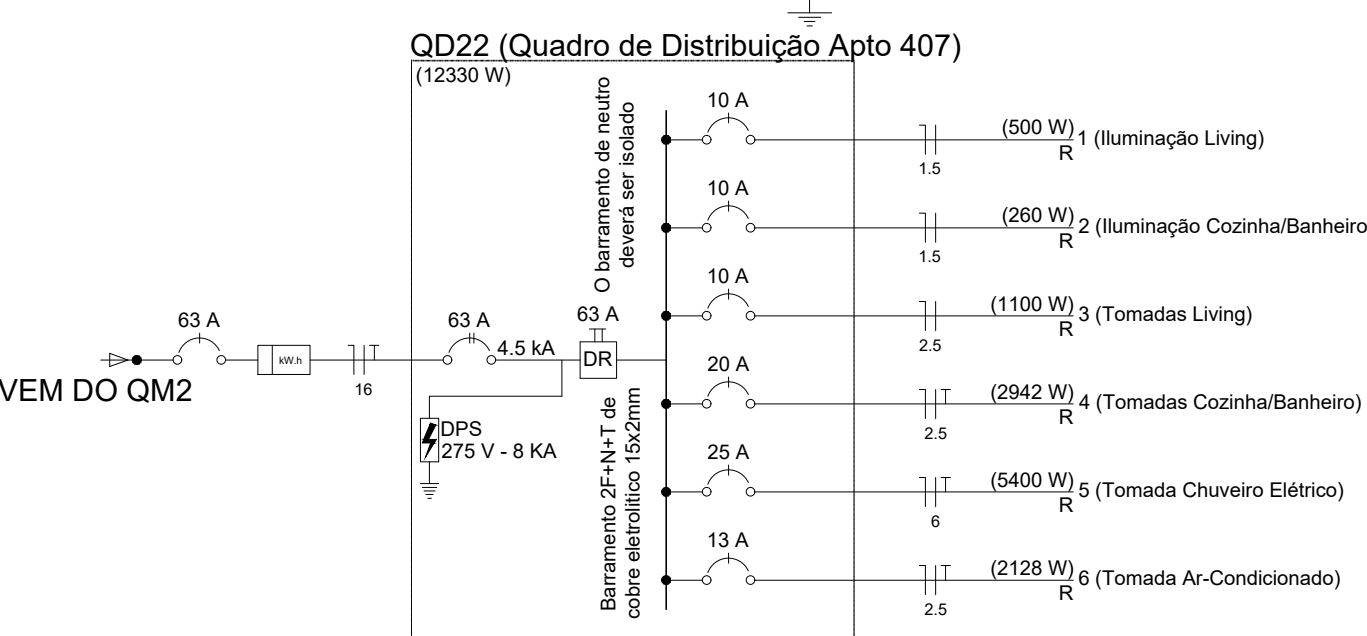 QD22 (Quadro de Distribuição Apto 407)
(12330 W)
O barramento de neutro
deverá ser isolado
10 A
1.5
(500 W)
R
1 (Iluminação Living)
10 A
1.5
(260 W)
R
2 (Iluminação Cozinha/Banheiro
10 A
2.5
(1100 W)
R
3 (Tomadas Living)
63 A
kW.h
16
63 A
4.5 kA
63 A
DR
VEM DO QM2
DPS
275 V - 8 KA
Barramento 2F+N+T de
cobre eletrolitico 15x2mm
20 A
2.5
(2942 W)
R
4 (Tomadas Cozinha/Banheiro)
25 A
6
(5400 W)
R
5 (Tomada Chuveiro Elétrico)
13 A
2.5
(2128 W)
R
6 (Tomada Ar-Condicionado)